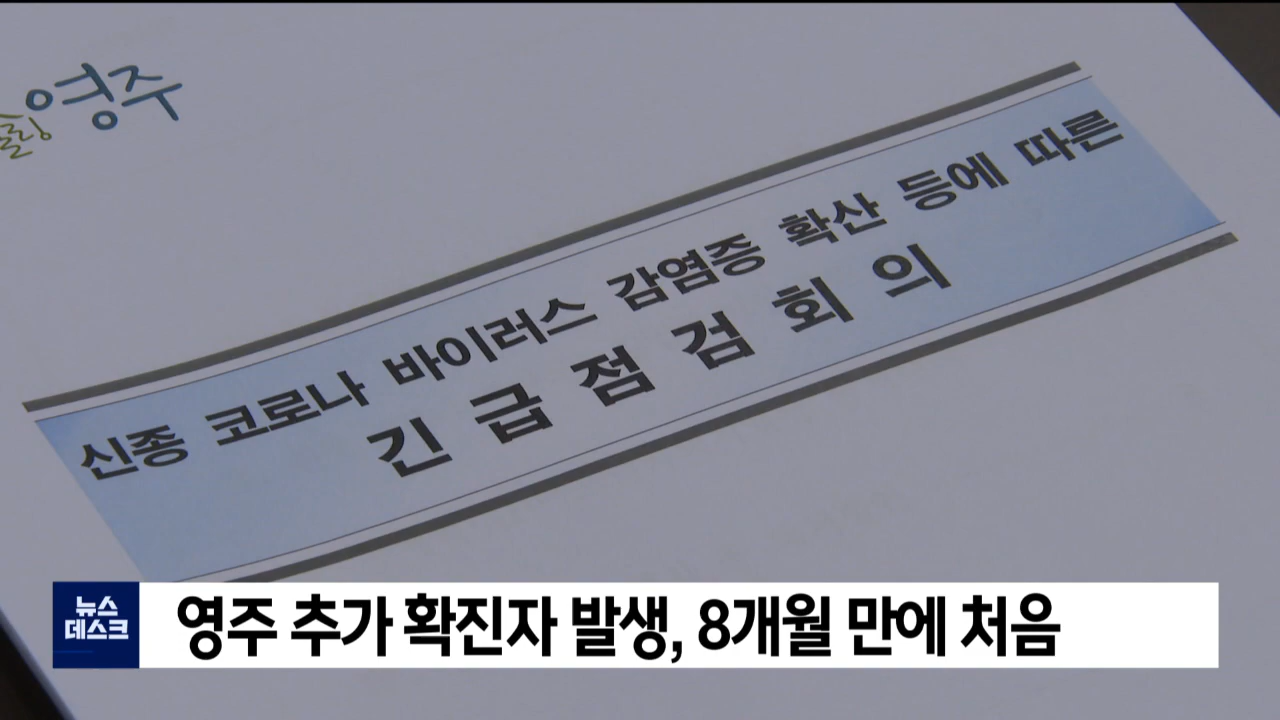 힐링 영주
신종 코로나 바이러스 감염증 확산 등에 따른
긴급점검회의
뉴스
데스크
영주 추가 확진자 발생, 8개월 만에 처음